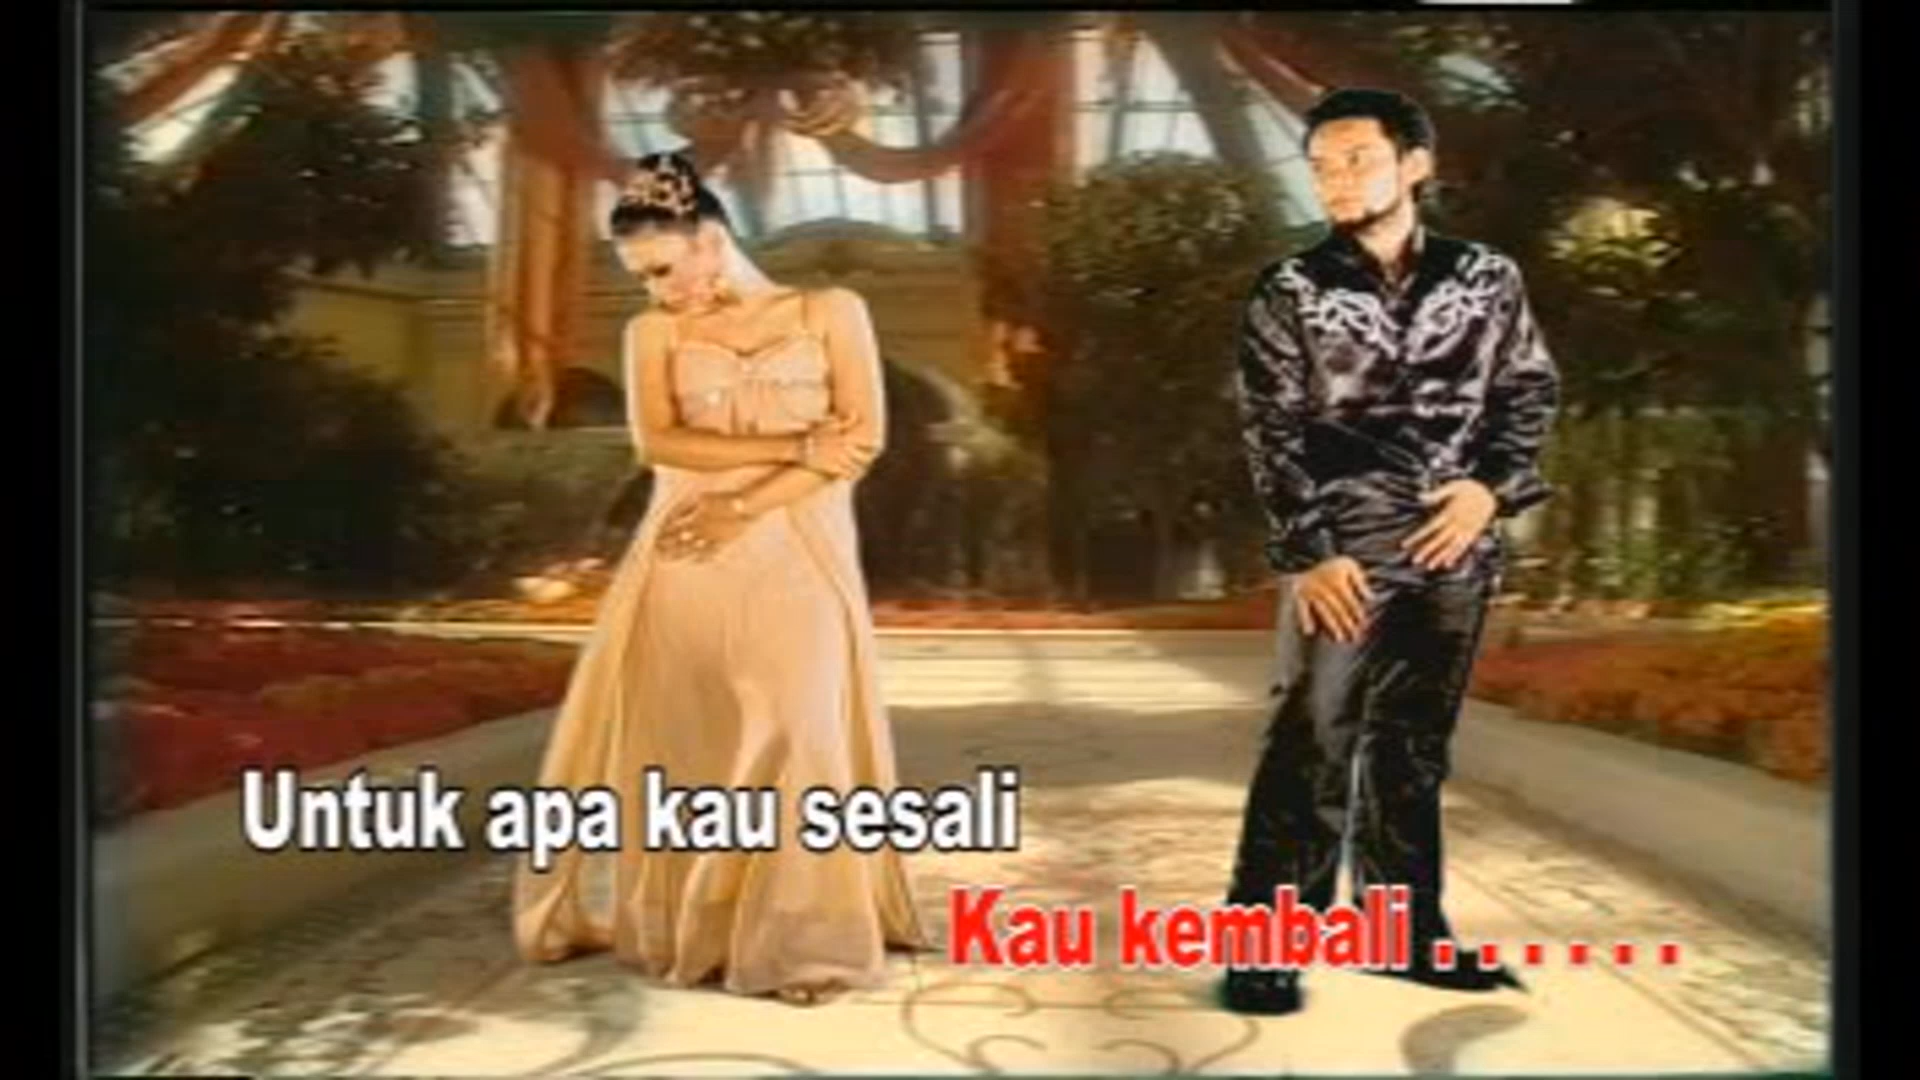 Untuk apa kau sesali
Kau kembali . . . . . .